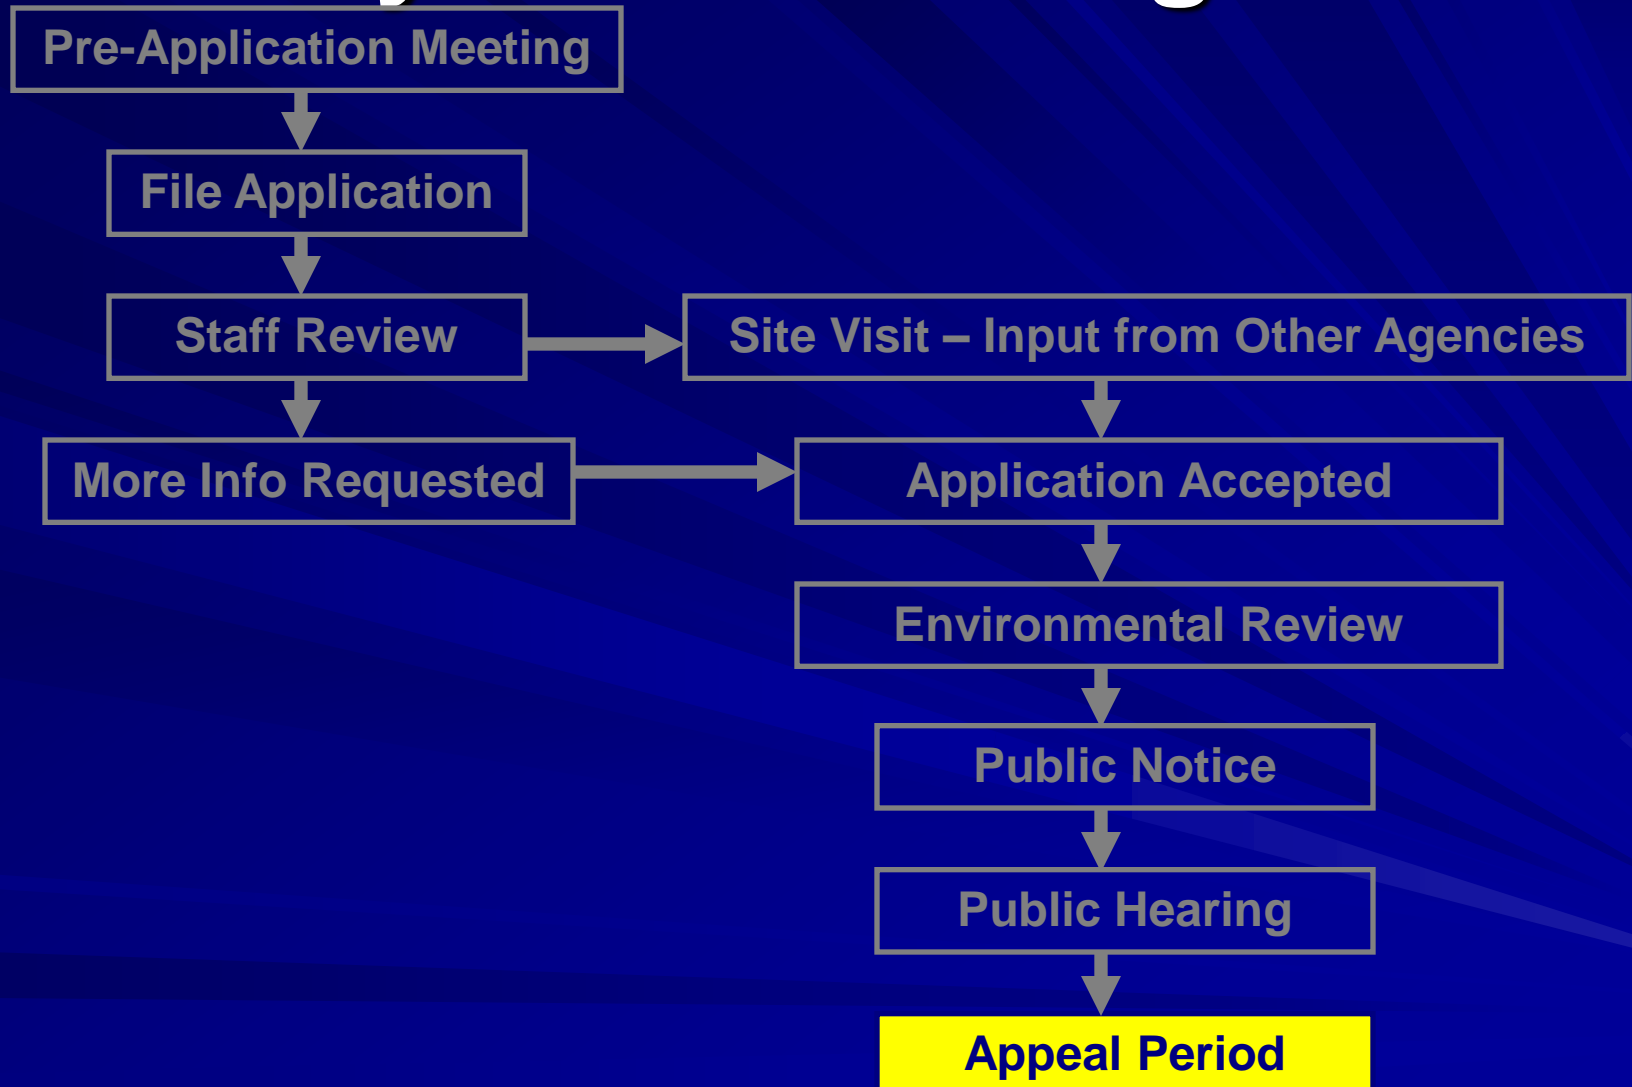 Pre-Application Meeting
File Application
Staff Review
Site Visit – Input from Other Agencies
More Info Requested
Application Accepted
Environmental Review
Public Notice
Public Hearing
Appeal Period